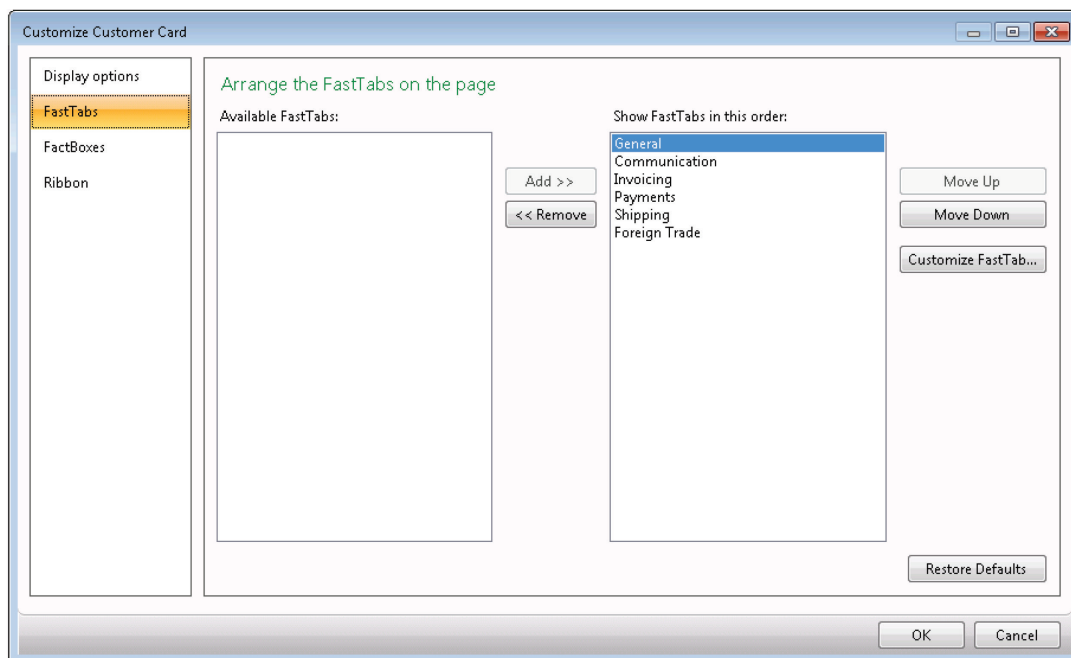 Customize Customer Card
Display options
FastTabs
FactBoxes
Ribbon
Arrange the FastTabs on the page
Available FastTabs:
Add >>
<< Remove
Show FastTabs in this order:
General
Communication
Invoicing
Payments
Shipping
Foreign Trade
Move Up
Move Down
Customize FastTab...
Restore Defaults
OK
Cancel